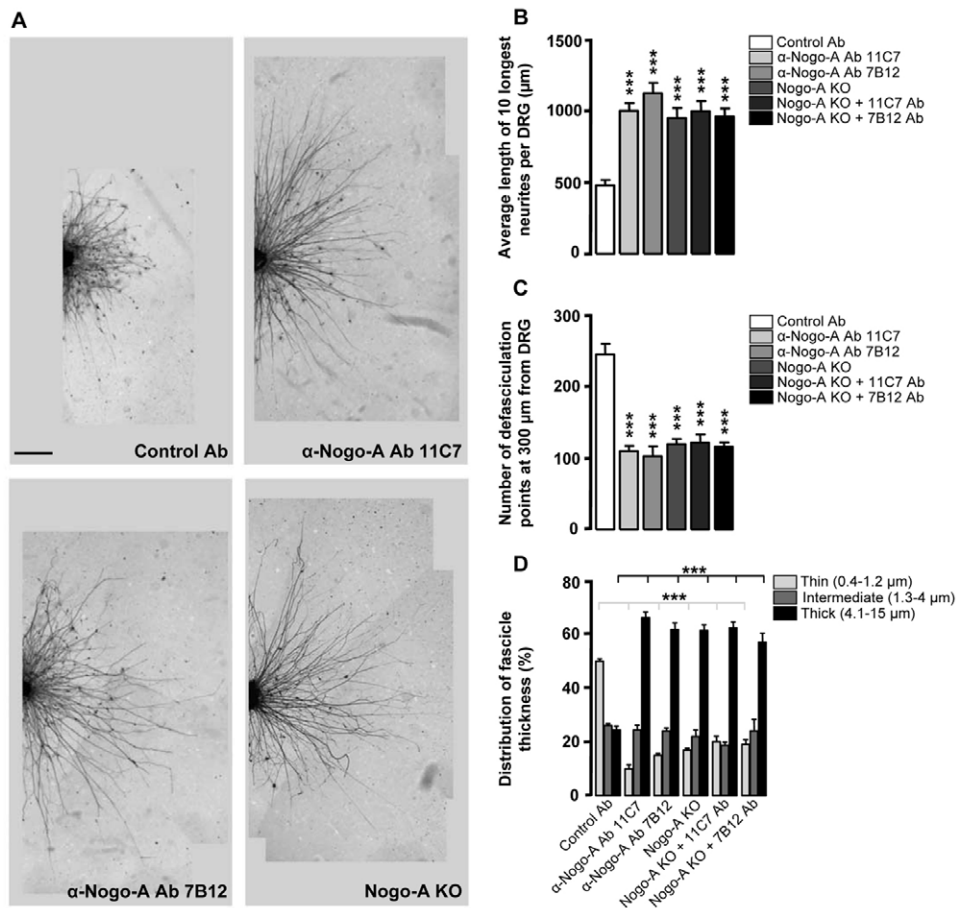 A
Control Ab
α-Nogo-A Ab 11C7
α-Nogo-A Ab 7B12
Nogo-A KO
B
Average length of 10 longest
neurites per DRG (µm)
1500
1000
500
0
***
***
***
***
***
Control Ab
α-Nogo-A Ab 11C7
α-Nogo-A Ab 7B12
Nogo-A KO
Nogo-A KO + 11C7 Ab
Nogo-A KO + 7B12 Ab
C
Number of defasciculation
points at 300 µm from DRG
300
200
100
0
***
***
***
***
***
Control Ab
α-Nogo-A Ab 11C7
α-Nogo-A Ab 7B12
Nogo-A KO
Nogo-A KO + 11C7 Ab
Nogo-A KO + 7B12 Ab
D
Distribution of fascicle
thickness (%)
80
60
40
20
0
***
***
Thin (0.4-1.2 µm)
Intermediate (1.3-4 µm)
Thick (4.1-15 µm)
Control Ab
α-Nogo-A Ab 11C7
α-Nogo-A Ab 7B12
Nogo-A KO
Nogo-A KO + 11C7 Ab
Nogo-A KO + 7B12 Ab